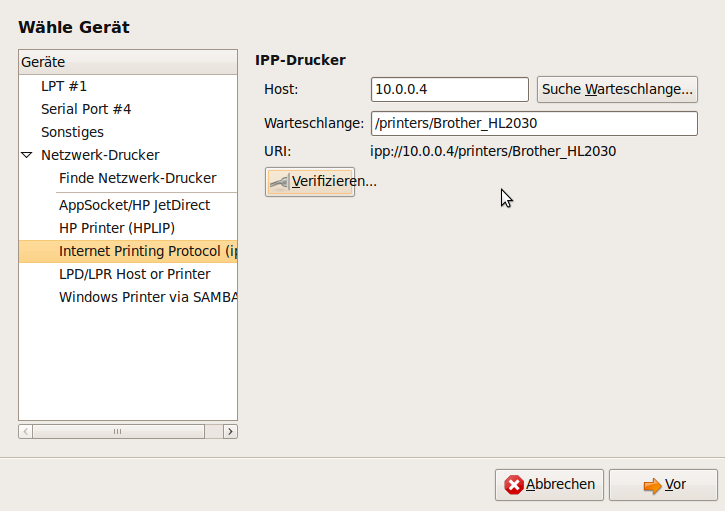 Wähle Gerät
Geräte
LPT #1
Serial Port #4
Sonstiges
Netzwerk-Drucker
Finde Netzwerk-Drucker
AppSocket/HP JetDirect
HP Printer (HPLIP)
Internet Printing Protocol (ip
LPD/LPR Host or Printer
Windows Printer via SAMBA
IPP-Drucker
Host: 10.0.0.4 Suche Warteschlange...
Warteschlange: /printers/Brother_HL2030
URI: ipp://10.0.0.4/printers/Brother_HL2030
Verifizieren...
Abbrechen Vor